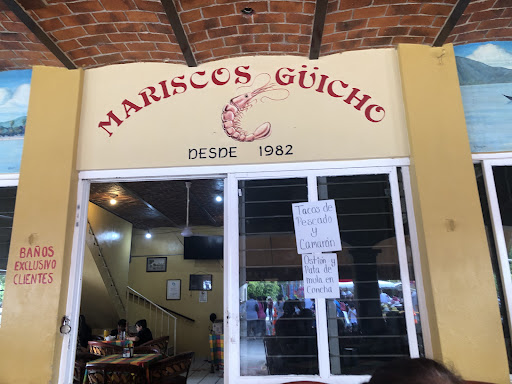 MARISCOS GÜICHO
DESDE 1982
Tacos de
Pescado
y
Camarón
Ostión y
Pata de
mula en
Concha
BAÑOS
EXCLUSIVO
CLIENTES